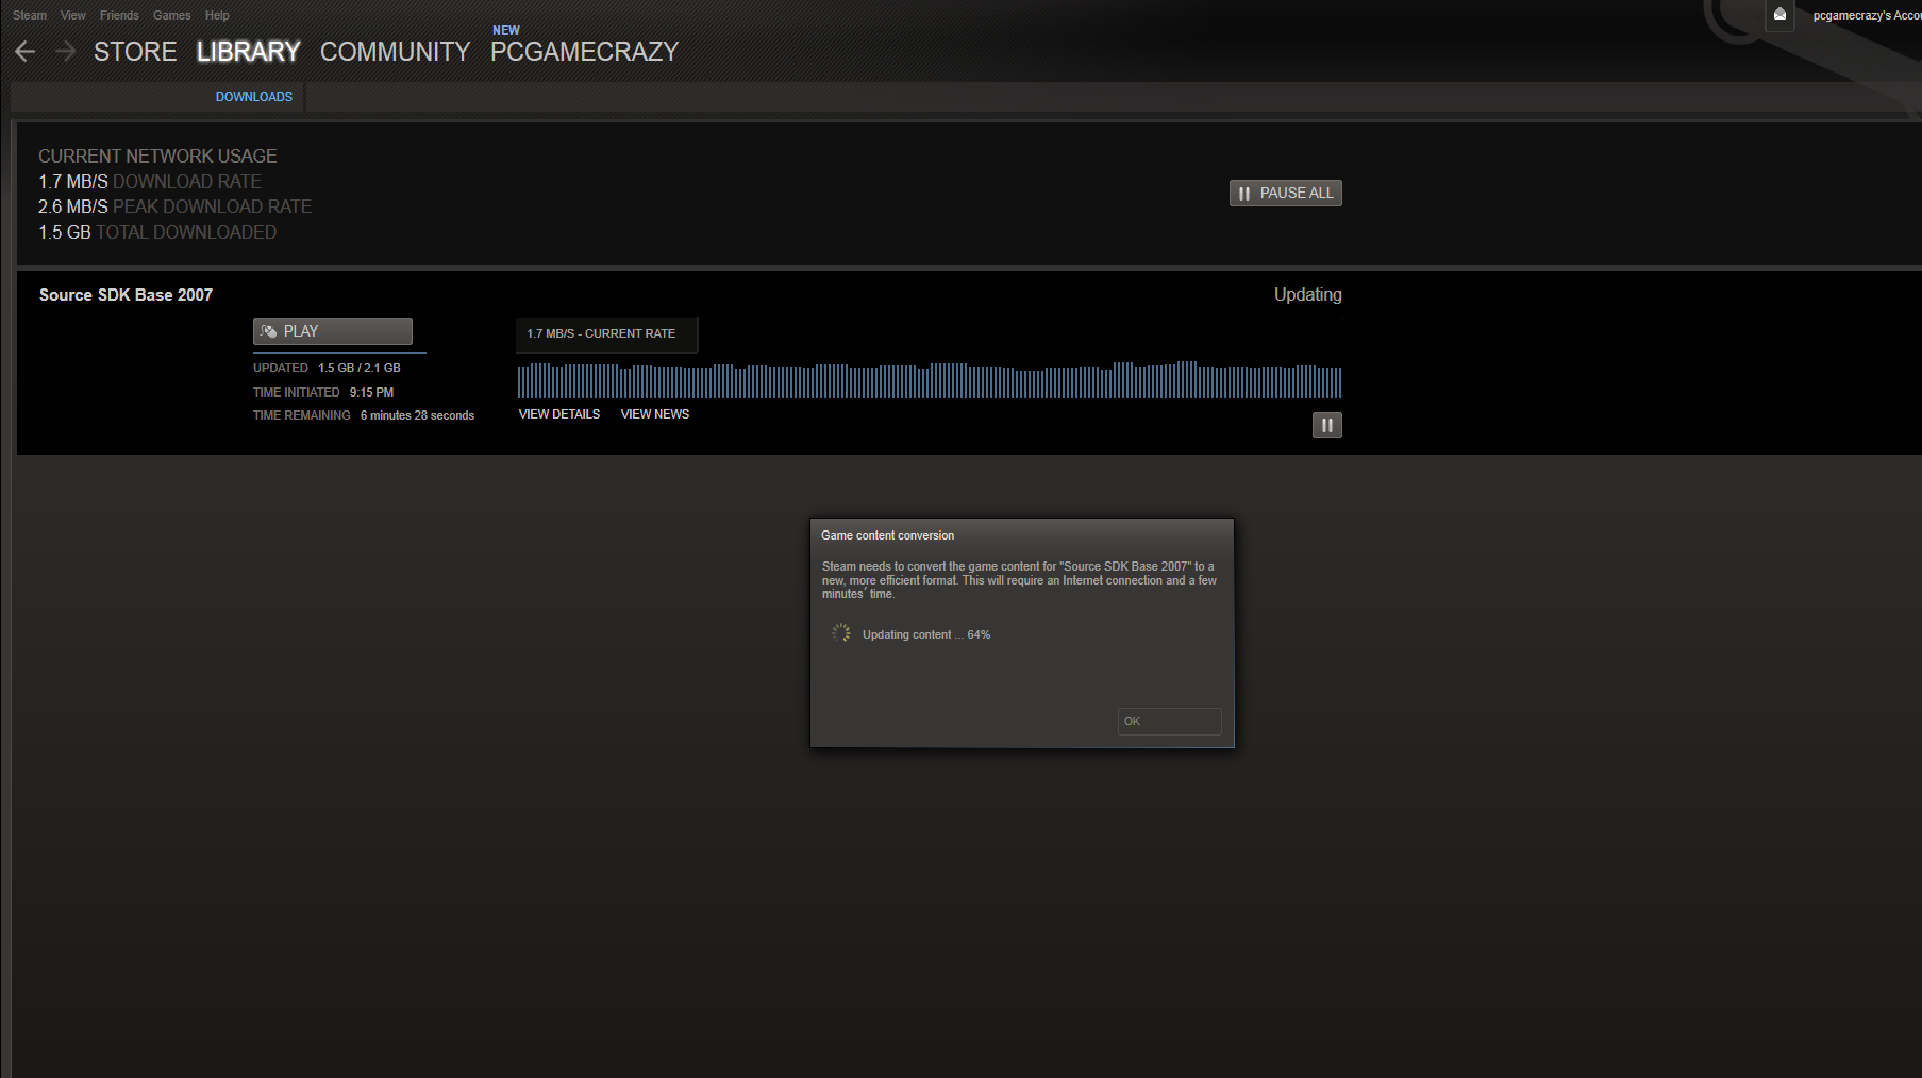 Steam View Friends Games Help
pcgamecrazy's
NEW
STORE LIBRARY COMMUNITY PCGAMECRAZY
DOWNLOADS
CURRENT NETWORK USAGE
1.7 MB/S DOWNLOAD RATE
2.6 MB/S PEAK DOWNLOAD RATE
1.5 GB TOTAL DOWNLOADED
PAUSE ALL
Source SDK Base 2007
Updating
PLAY
1.7 MB/S - CURRENT RATE
UPDATED 1.5 GB / 2.1 GB
TIME INITIATED 9:15 PM
TIME REMAINING 6 minutes 28 seconds
VIEW DETAILS VIEW NEWS
Game content conversion
Steam needs to convert the game content for "Source SDK Base 2007" to a
new, more efficient format. This will require an Internet connection and a few
minutes' time.
Updating content ... 64%
OK